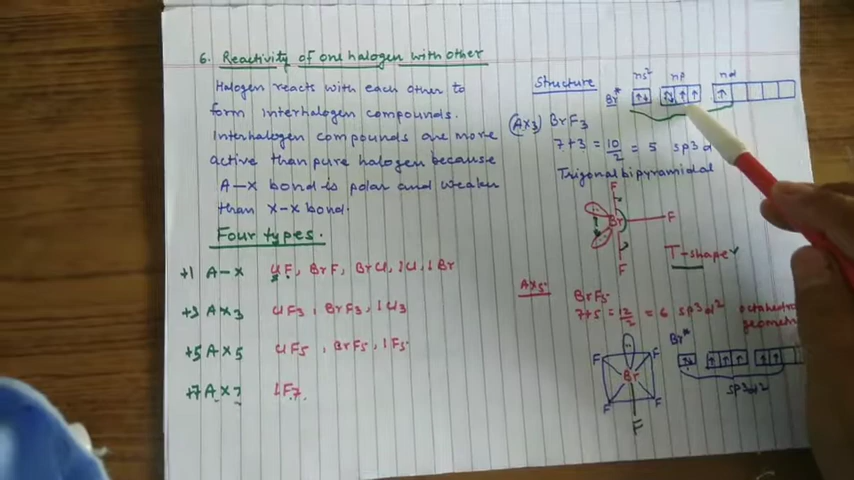 6. Reactivity of one halogen with other
Halogen reacts with each other to
form interhalogen compounds.
Interhalogen compounds are more
active than pure halogen because
A-X bond is polar and weaker
than X-X bond.
Four types.
+1 A-X ClF, BrF, BrCl, ICl, IBr
+3 AX3 ClF3, BrF3, ICl3
+5 AX5 ClF5, BrF5, IF5
+7 AX7 IF7.
Structure
ns² np nd
Br*
AX3 BrF3
7+3 = 10/2 = 5 sp3d
Trigonal bipyramidal
F
Br F
F
T-shape
AX5
BrF5
7+5 = 12/2 = 6 sp3d2 octahedra
geometr
Br*
F F
Br
F F
F
sp3d2